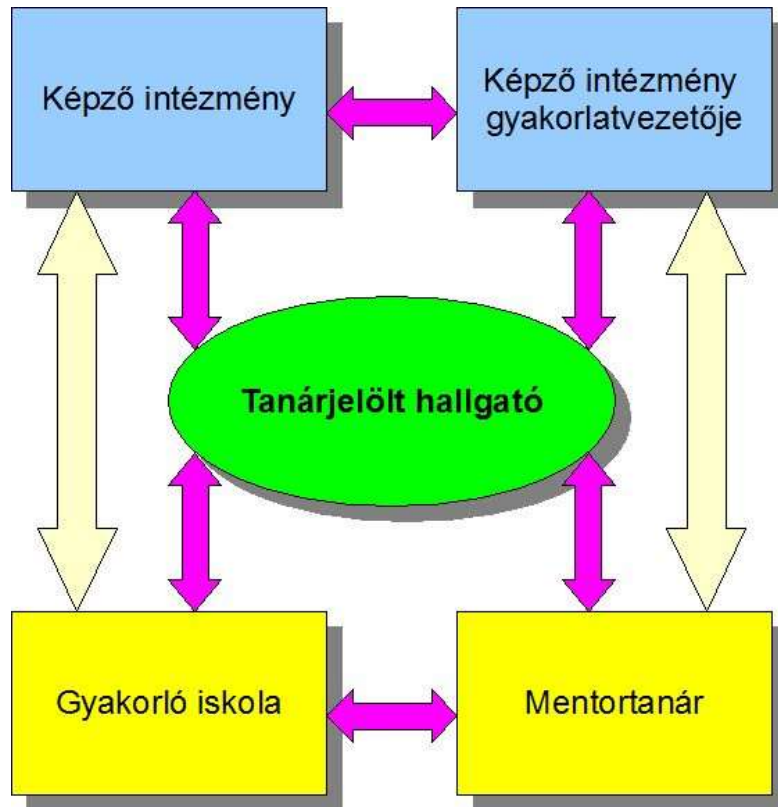 Képző intézmény
Képző intézmény
gyakorlatvezetője
Tanárjelölt hallgató
Gyakorló iskola
Mentortanár